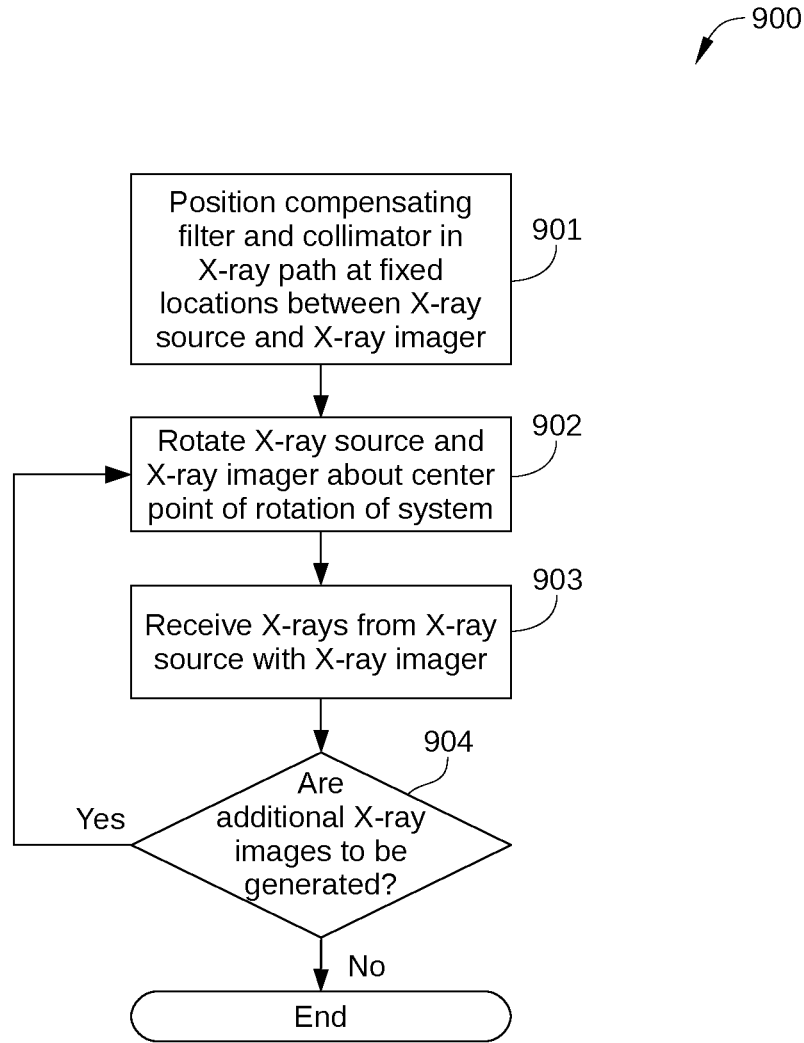 900
Position compensating
filter and collimator in
X-ray path at fixed
locations between X-ray
source and X-ray imager
901
Rotate X-ray source and
X-ray imager about center
point of rotation of system
902
Receive X-rays from X-ray
source with X-ray imager
903
904
Are
additional X-ray
images to be
generated?
Yes
No
End